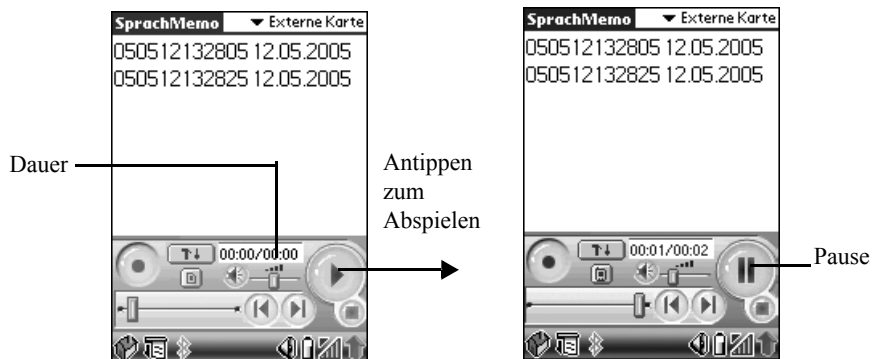 SprachMemo ▼ Externe Karte
050512132805 12.05.2005
050512132825 12.05.2005
Dauer
00:00/00:00
Antippen
zum
Abspielen
SprachMemo ▼ Externe Karte
050512132805 12.05.2005
050512132825 12.05.2005
00:01/00:02
Pause